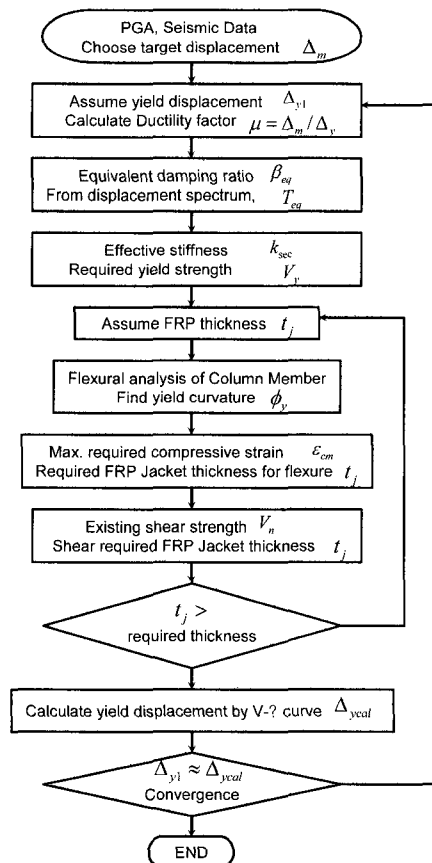 PGA, Seismic Data
Choose target displacement Δm
Assume yield displacement Δy1
Calculate Ductility factor μ = Δm / Δy
Equivalent damping ratio βeq
From displacement spectrum, Teq
Effective stiffness ksec
Required yield strength Vy
Assume FRP thickness tj
Flexural analysis of Column Member
Find yield curvature ϕy
Max. required compressive strain εcm
Required FRP Jacket thickness for flexure tj
Existing shear strength Vn
Shear required FRP Jacket thickness tj
tj >
required thickness
Calculate yield displacement by V-? curve Δycal
Δy1 ≈ Δycal
Convergence
END